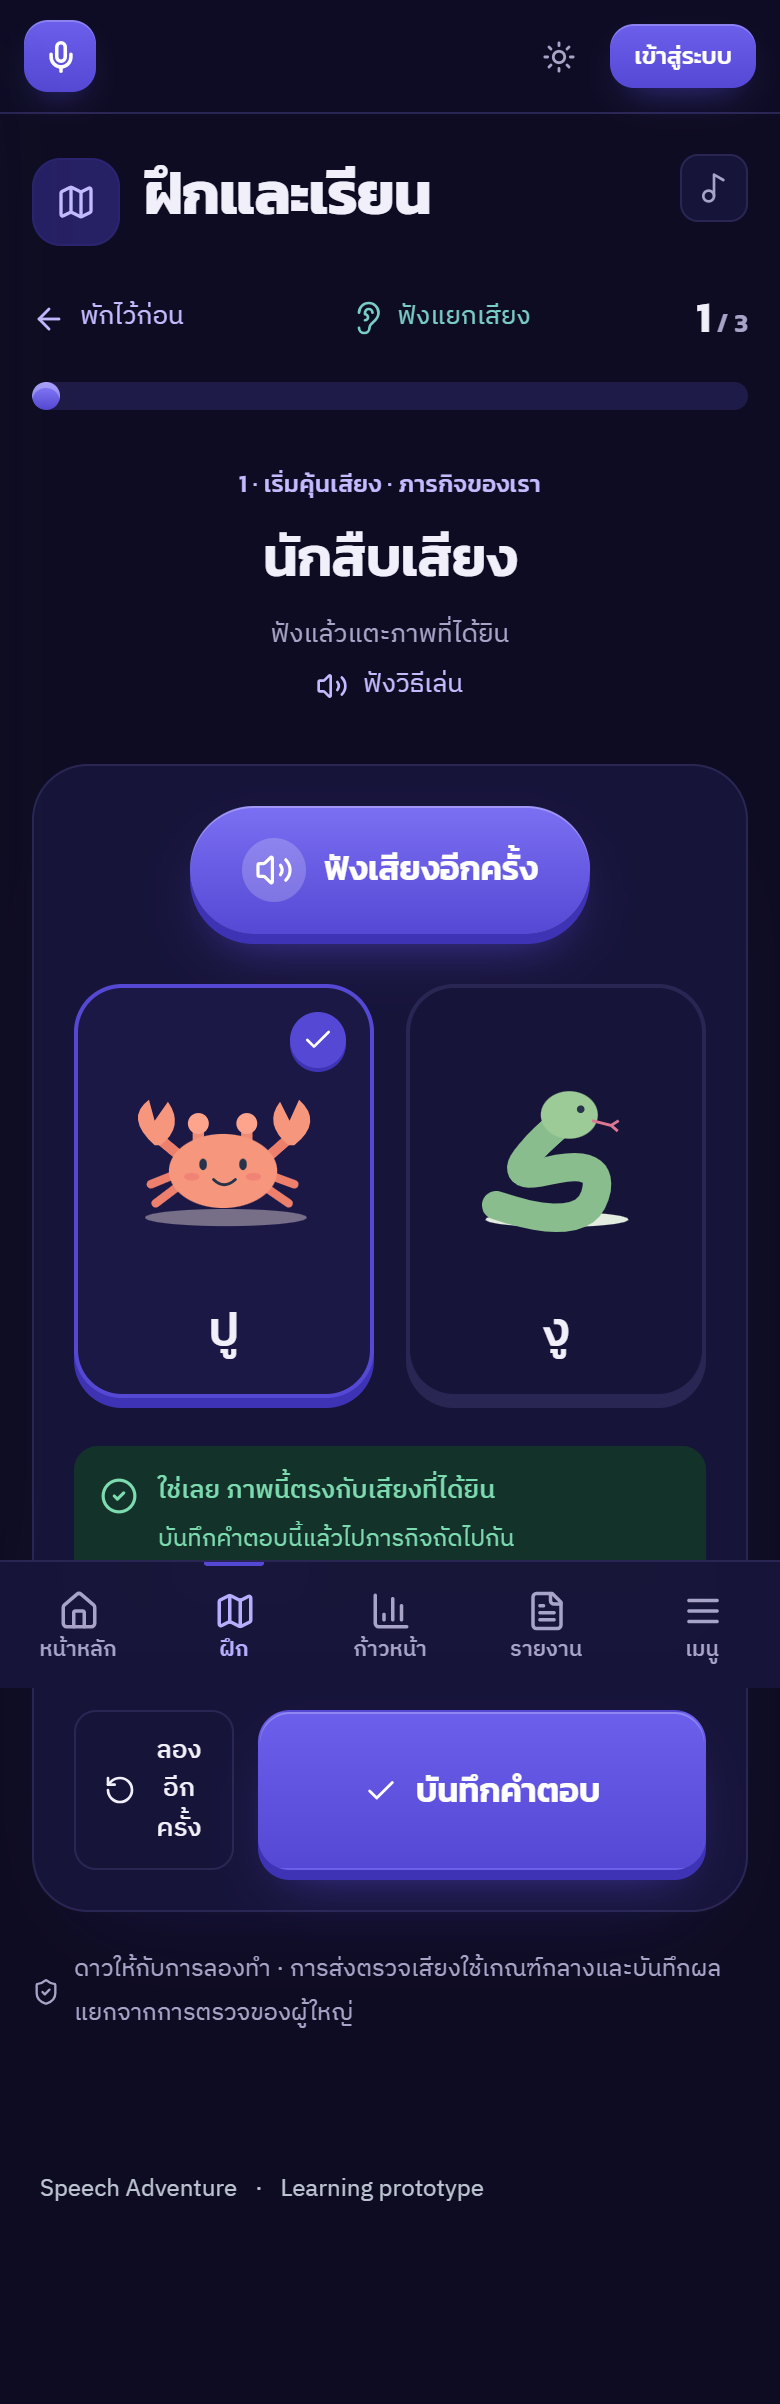 เข้าสู่ระบบ
ฝึกและเรียน
พักไว้ก่อน
ฟังแยกเสียง
1 / 3
1 · เริ่มคุ้นเสียง · ภารกิจของเรา
นักสืบเสียง
ฟังแล้วแตะภาพที่ได้ยิน
ฟังวิธีเล่น
ฟังเสียงอีกครั้ง
ปู
งู
ใช่เลย ภาพนี้ตรงกับเสียงที่ได้ยิน
บันทึกคำตอบนี้แล้วไปภารกิจถัดไปกัน
หน้าหลัก
ฝึก
ก้าวหน้า
รายงาน
เมนู
ลอง
อีก
ครั้ง
บันทึกคำตอบ
ดาวให้กับการลองทำ · การส่งตรวจเสียงใช้เกณฑ์กลางและบันทึกผล
แยกจากการตรวจของผู้ใหญ่
Speech Adventure · Learning prototype